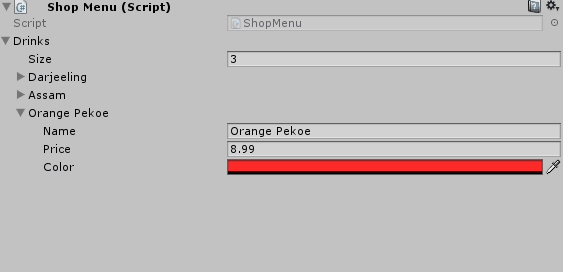 Shop Menu (Script)
Script ShopMenu
Drinks
Size 3
Darjeeling
Assam
Orange Pekoe
Name Orange Pekoe
Price 8.99
Color